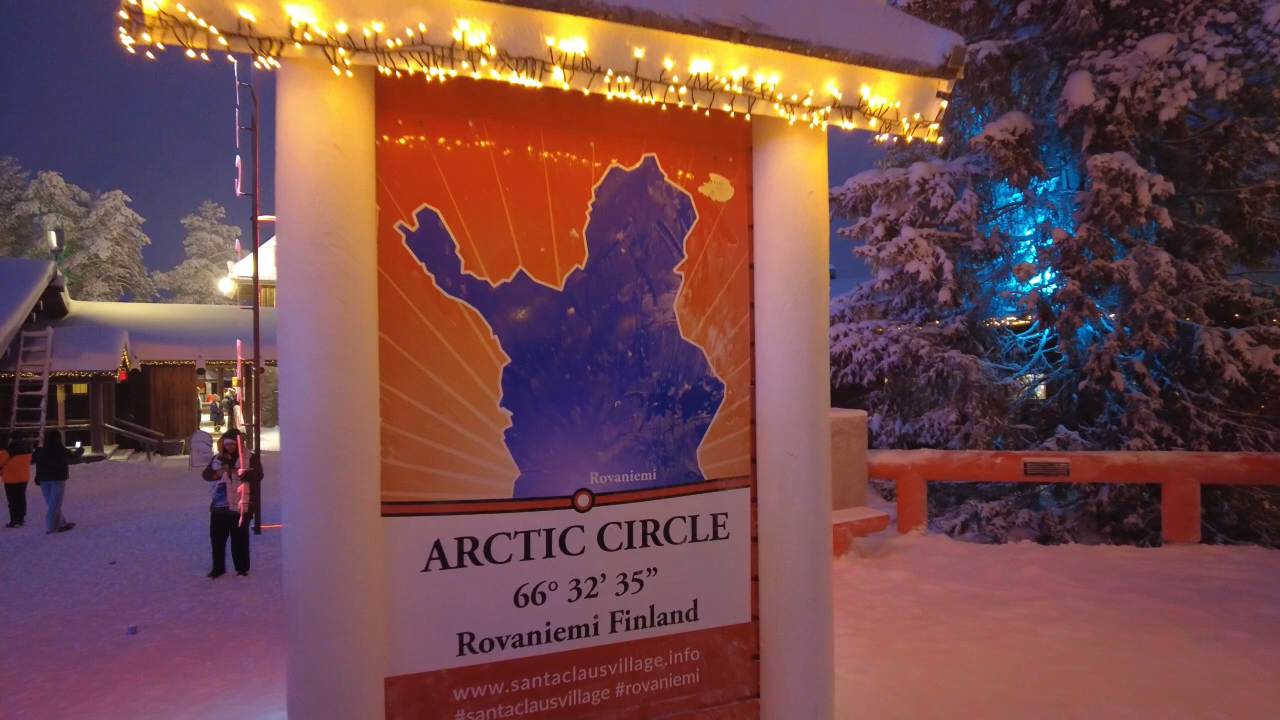 Rovaniemi
ARCTIC CIRCLE
66° 32’ 35”
Rovaniemi Finland
www.santaclausvillage.info
#santaclausvillage #rovaniemi